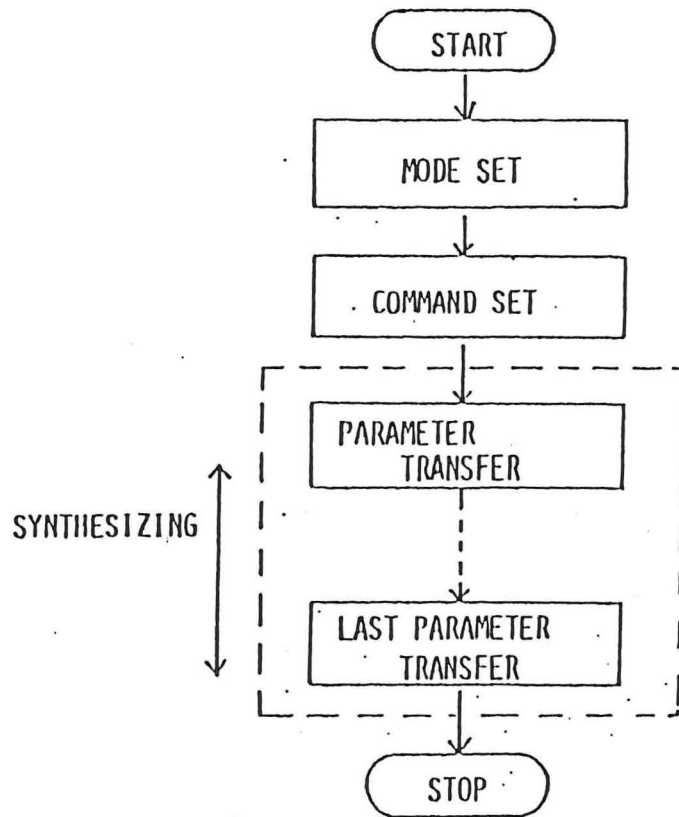 START
MODE SET
COMMAND SET
PARAMETER
TRANSFER
SYNTHESIZING
LAST PARAMETER
TRANSFER
STOP